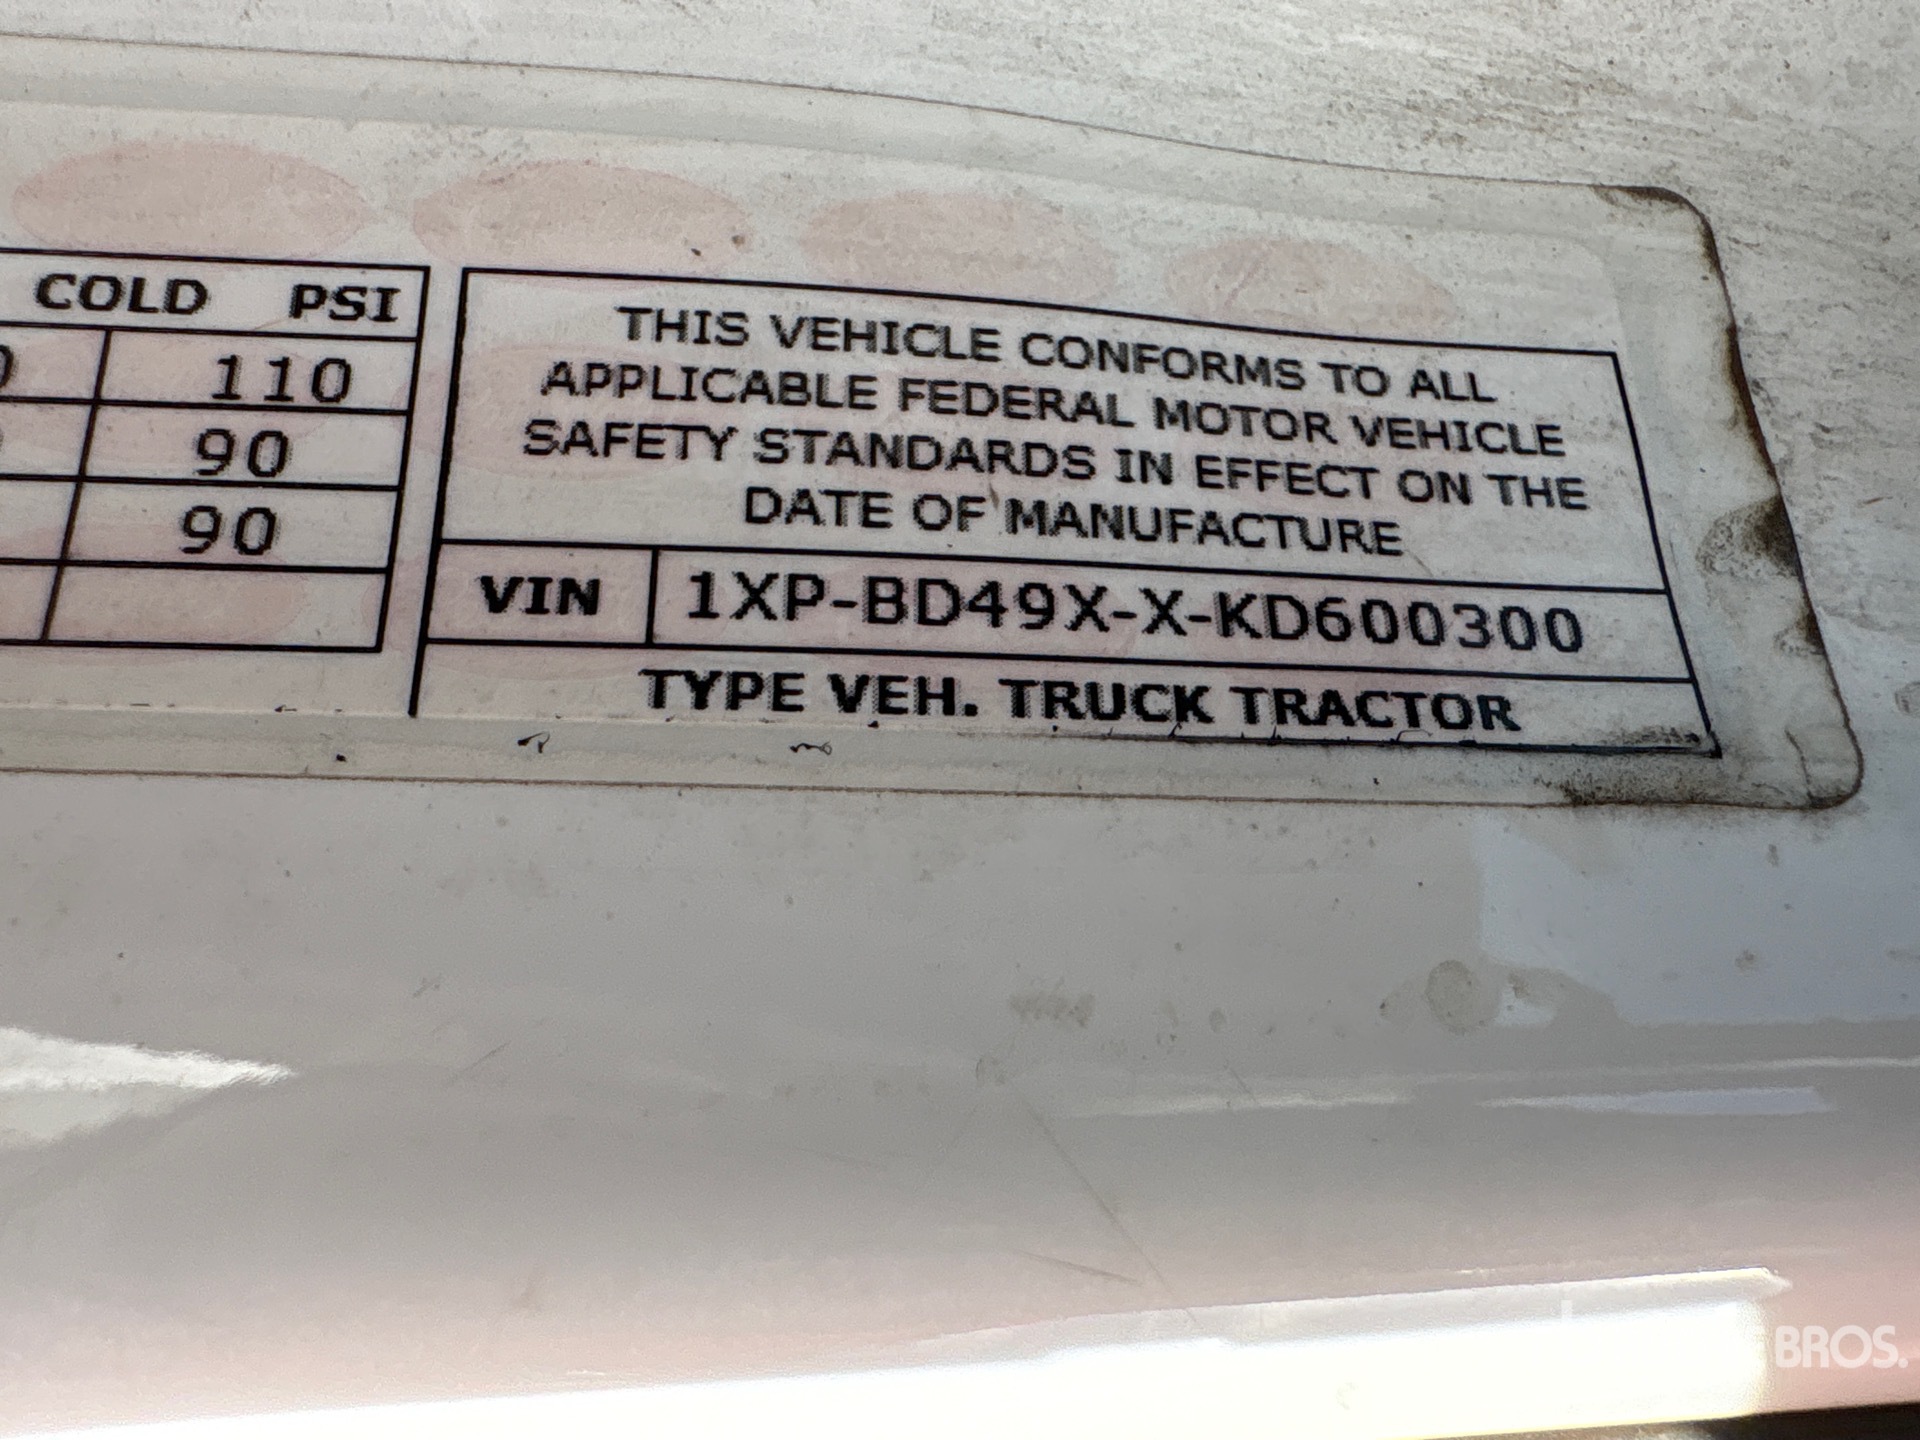 COLD PSI
110
90
90
THIS VEHICLE CONFORMS TO ALL
APPLICABLE FEDERAL MOTOR VEHICLE
SAFETY STANDARDS IN EFFECT ON THE
DATE OF MANUFACTURE
VIN 1XP-BD49X-X-KD600300
TYPE VEH. TRUCK TRACTOR
BROS.